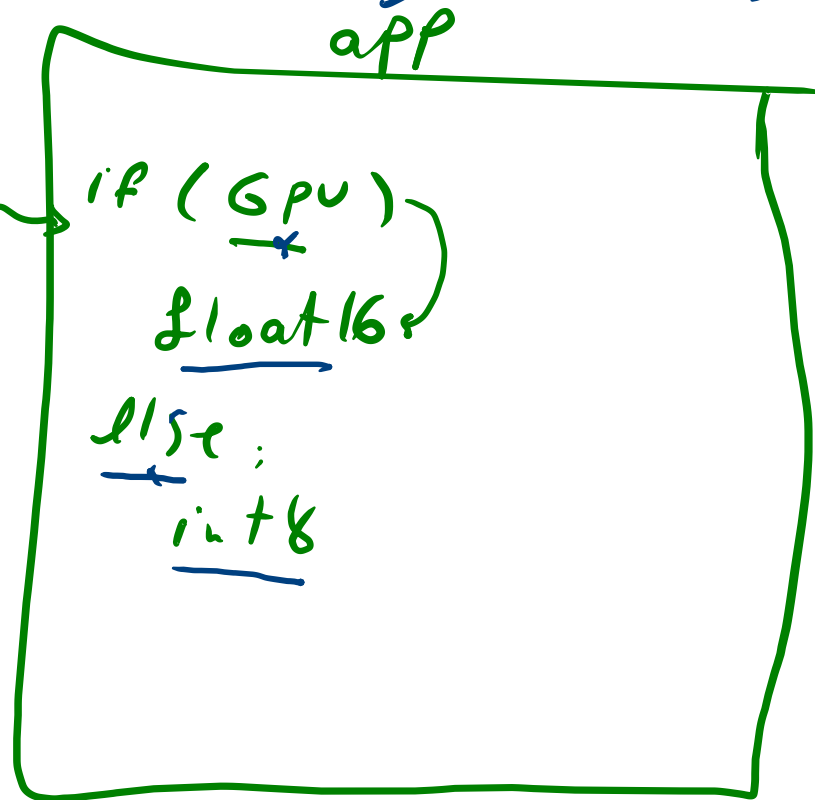 app
if (Gpu)
float16
else :
int8